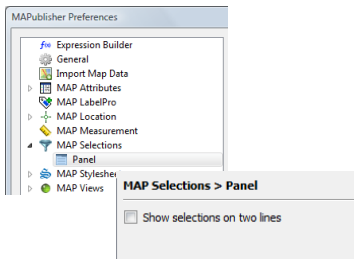 MAPublisher Preferences
Expression Builder
General
Import Map Data
MAP Attributes
MAP LabelPro
MAP Location
MAP Measurement
MAP Selections
Panel
MAP Styleshe
MAP Views
MAP Selections > Panel
Show selections on two lines